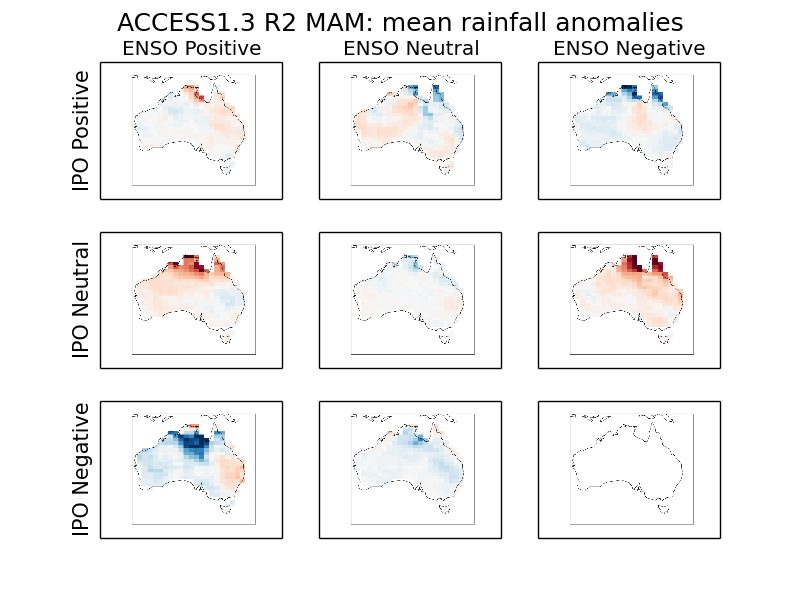 ACCESS1.3 R2 MAM: mean rainfall anomalies
ENSO Positive
ENSO Neutral
ENSO Negative
IPO Positive
IPO Neutral
IPO Negative